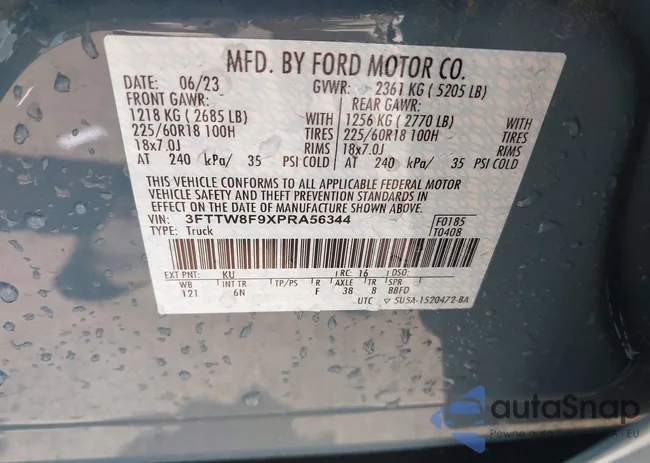 MFD. BY FORD MOTOR CO.
DATE: 06/23 GVWR: 2361 KG ( 5205 LB)
FRONT GAWR: REAR GAWR:
1218 KG ( 2685 LB) WITH 1256 KG ( 2770 LB) WITH
225/60R18 100H TIRES 225/60R18 100H TIRES
18x7.0J RIMS 18x7.0J RIMS
AT 240 kPa/ 35 PSI COLD AT 240 kPa/ 35 PSI COLD
THIS VEHICLE CONFORMS TO ALL APPLICABLE FEDERAL MOTOR
VEHICLE SAFETY AND THEFT PREVENTION STANDARDS IN EFFECT
ON THE DATE OF MANUFACTURE SHOWN ABOVE.
VIN: 3FTTW8F9XPRA56344 F0185
TYPE: Truck T0408
EXT PNT: KU RC: 16 DSO:
WB INT TR TP/PS R AXLE TR SPR
121 6N F 38 8 BBFD
UTC ▽ 5U5A-1520472-BA
autoSnap